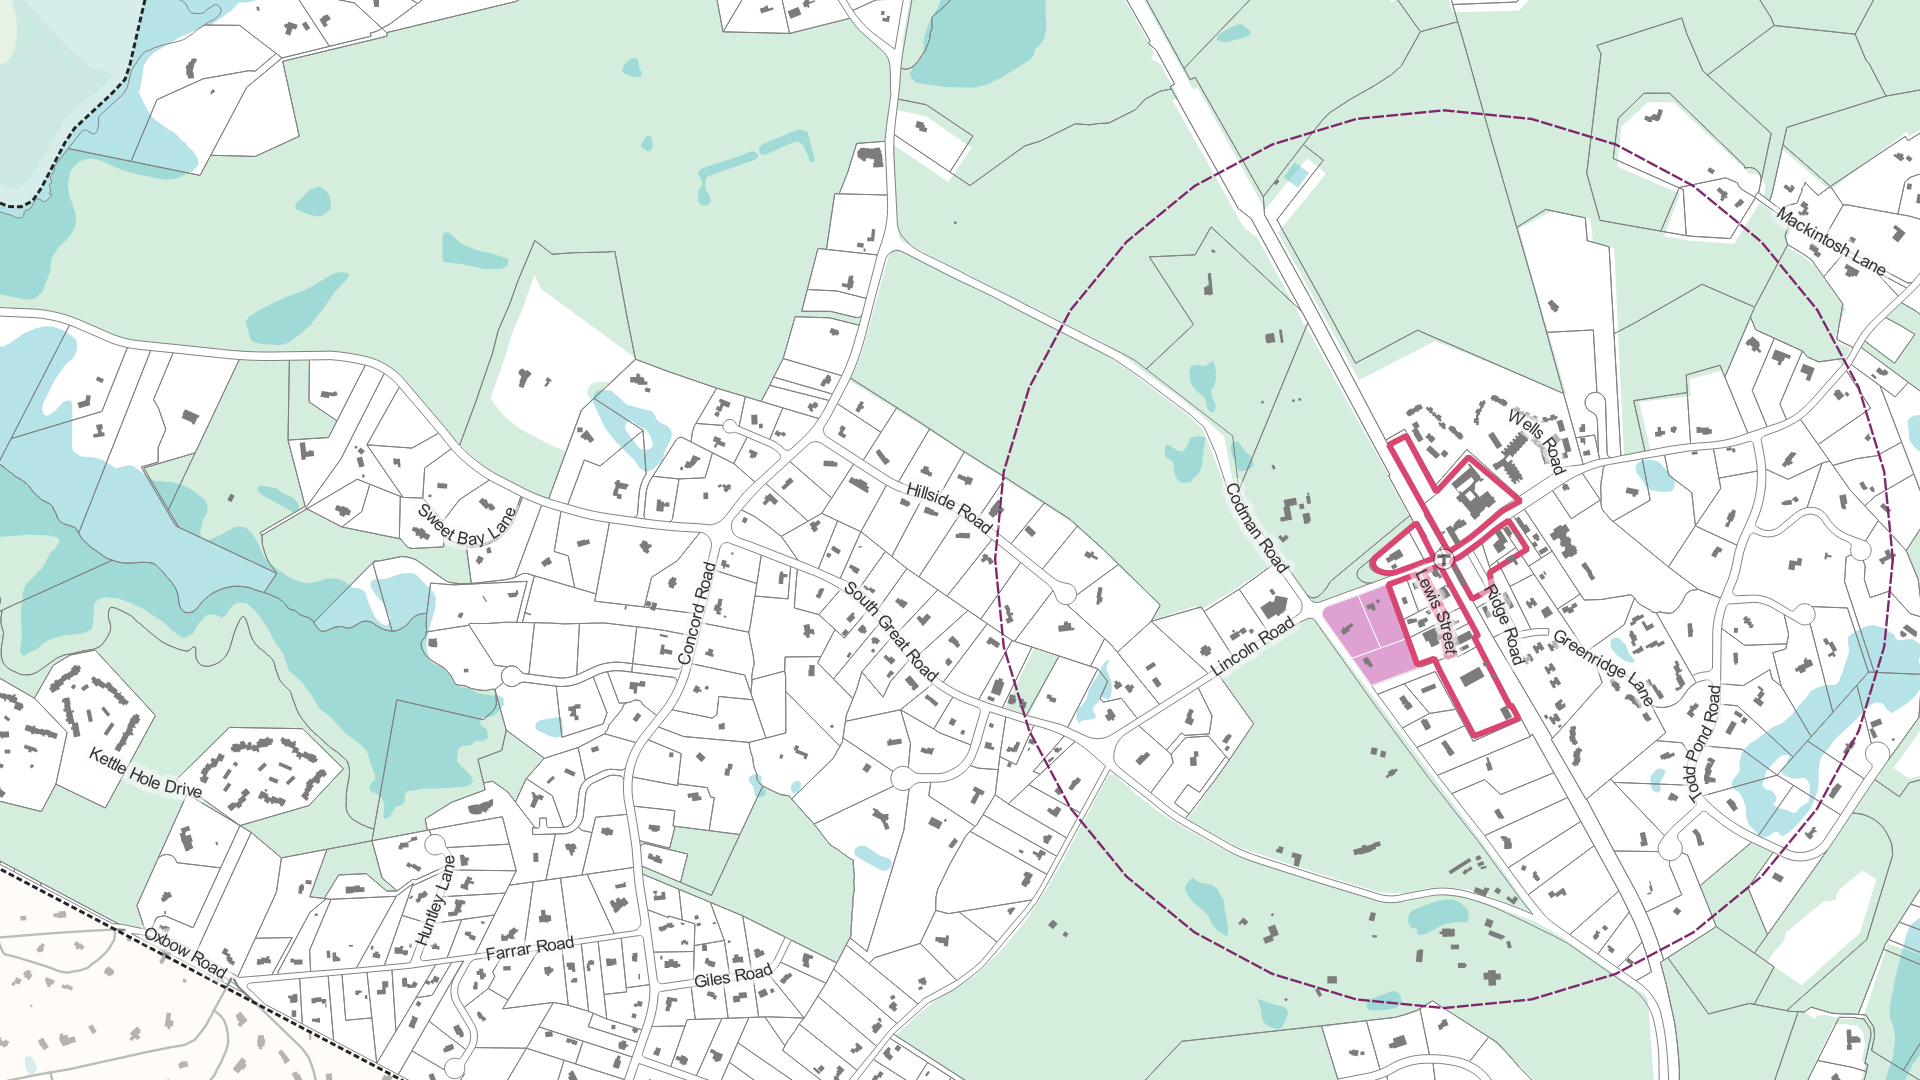 Mackintosh Lane
Wells Road
Hillside Road
Codman Road
Sweet Bay Lane
Concord Road
South Great Road
Lewis Street
Ridge Road
Lincoln Road
Greenridge Lane
Todd Pond Road
Kettle Hole Drive
Huntley Lane
Oxbow Road
Farrar Road
Giles Road